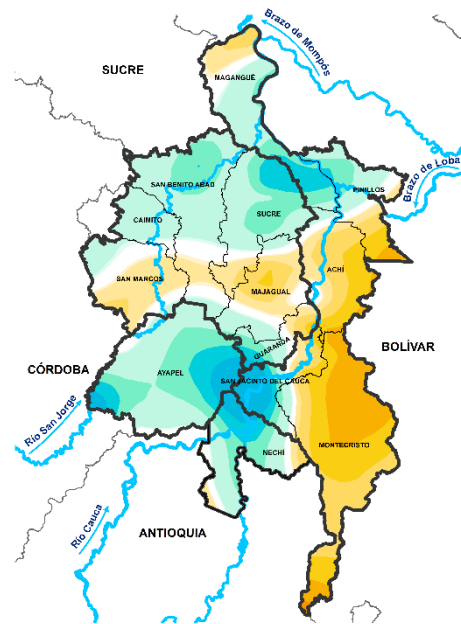 Brazo de Mompós
SUCRE
MAGANGUÉ
Brazo de Loba
SAN BENITO ABAD
PINILLOS
CAIMITO
SUCRE
SAN MARCOS
MAJAGUAL
ACHÍ
GUARANDA
BOLÍVAR
CÓRDOBA
AYAPEL
SAN JACINTO DEL CAUCA
Río San Jorge
MONTECRISTO
NECHÍ
Río Cauca
ANTIOQUIA